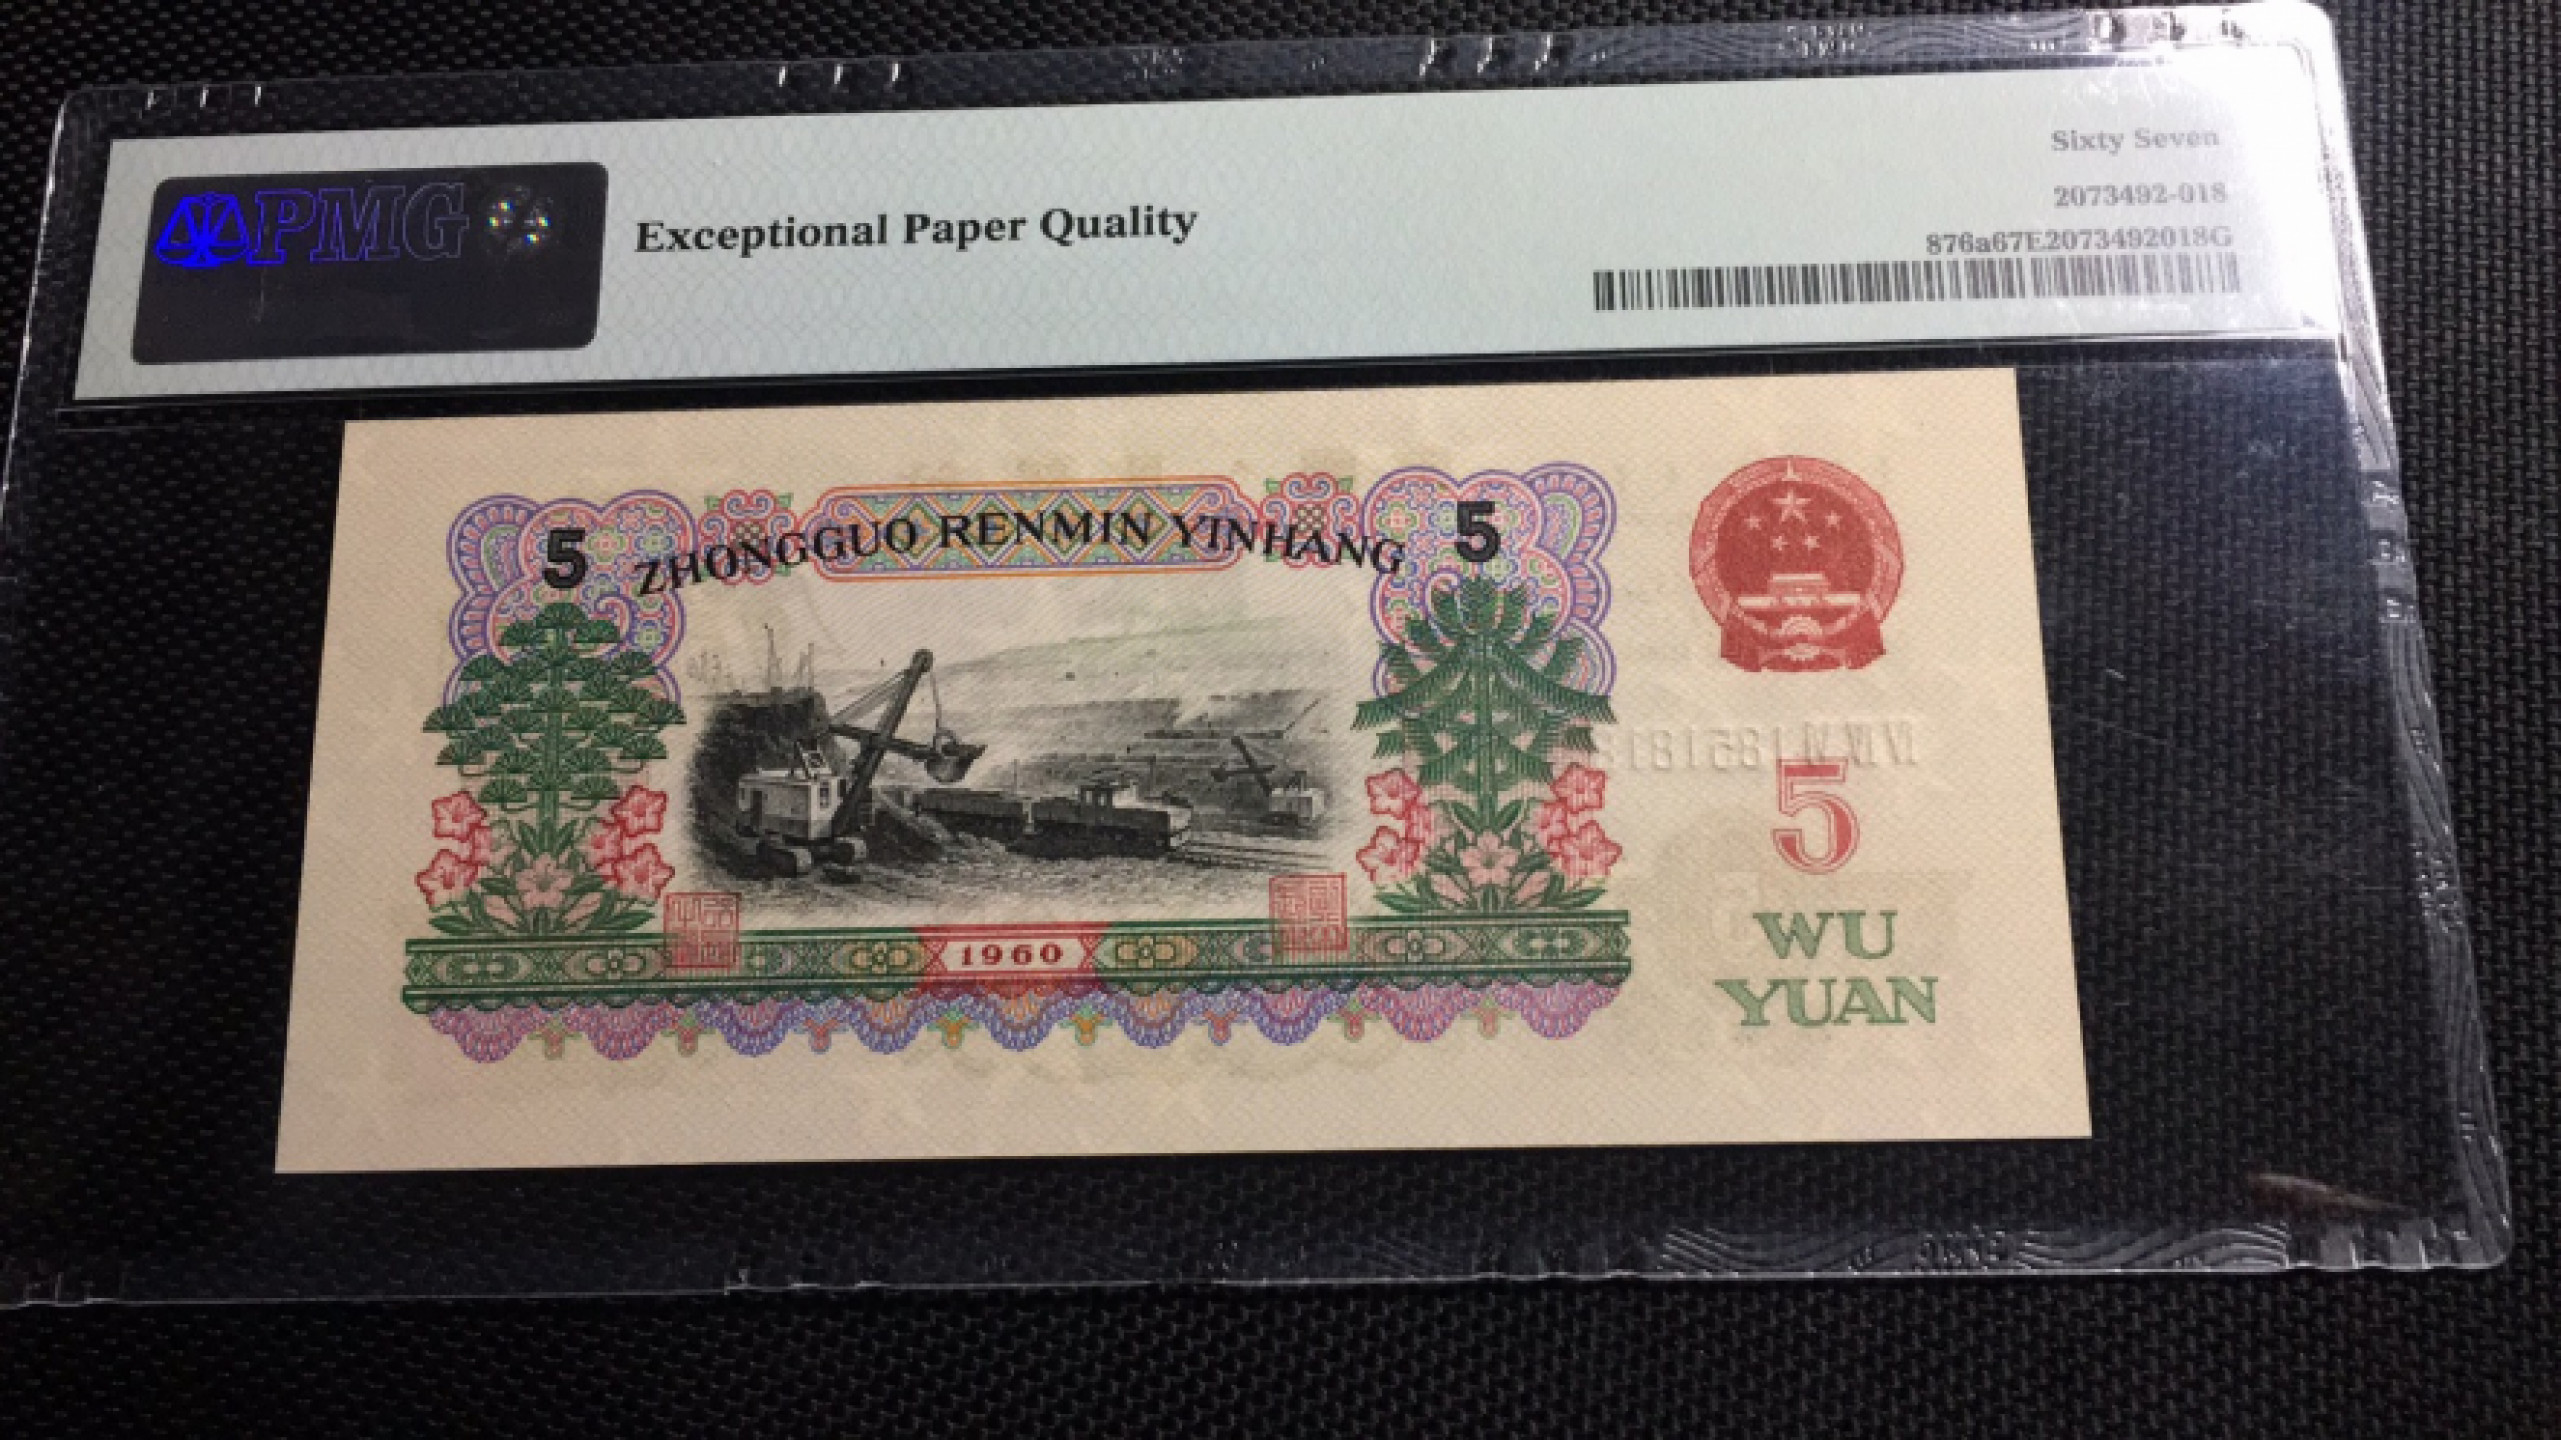 PMG
Exceptional Paper Quality
Sixty Seven
2073492-018
876a67E2073492018G
5 ZHONGGUO RENMIN YINHANG 5
5
WU
YUAN
1960